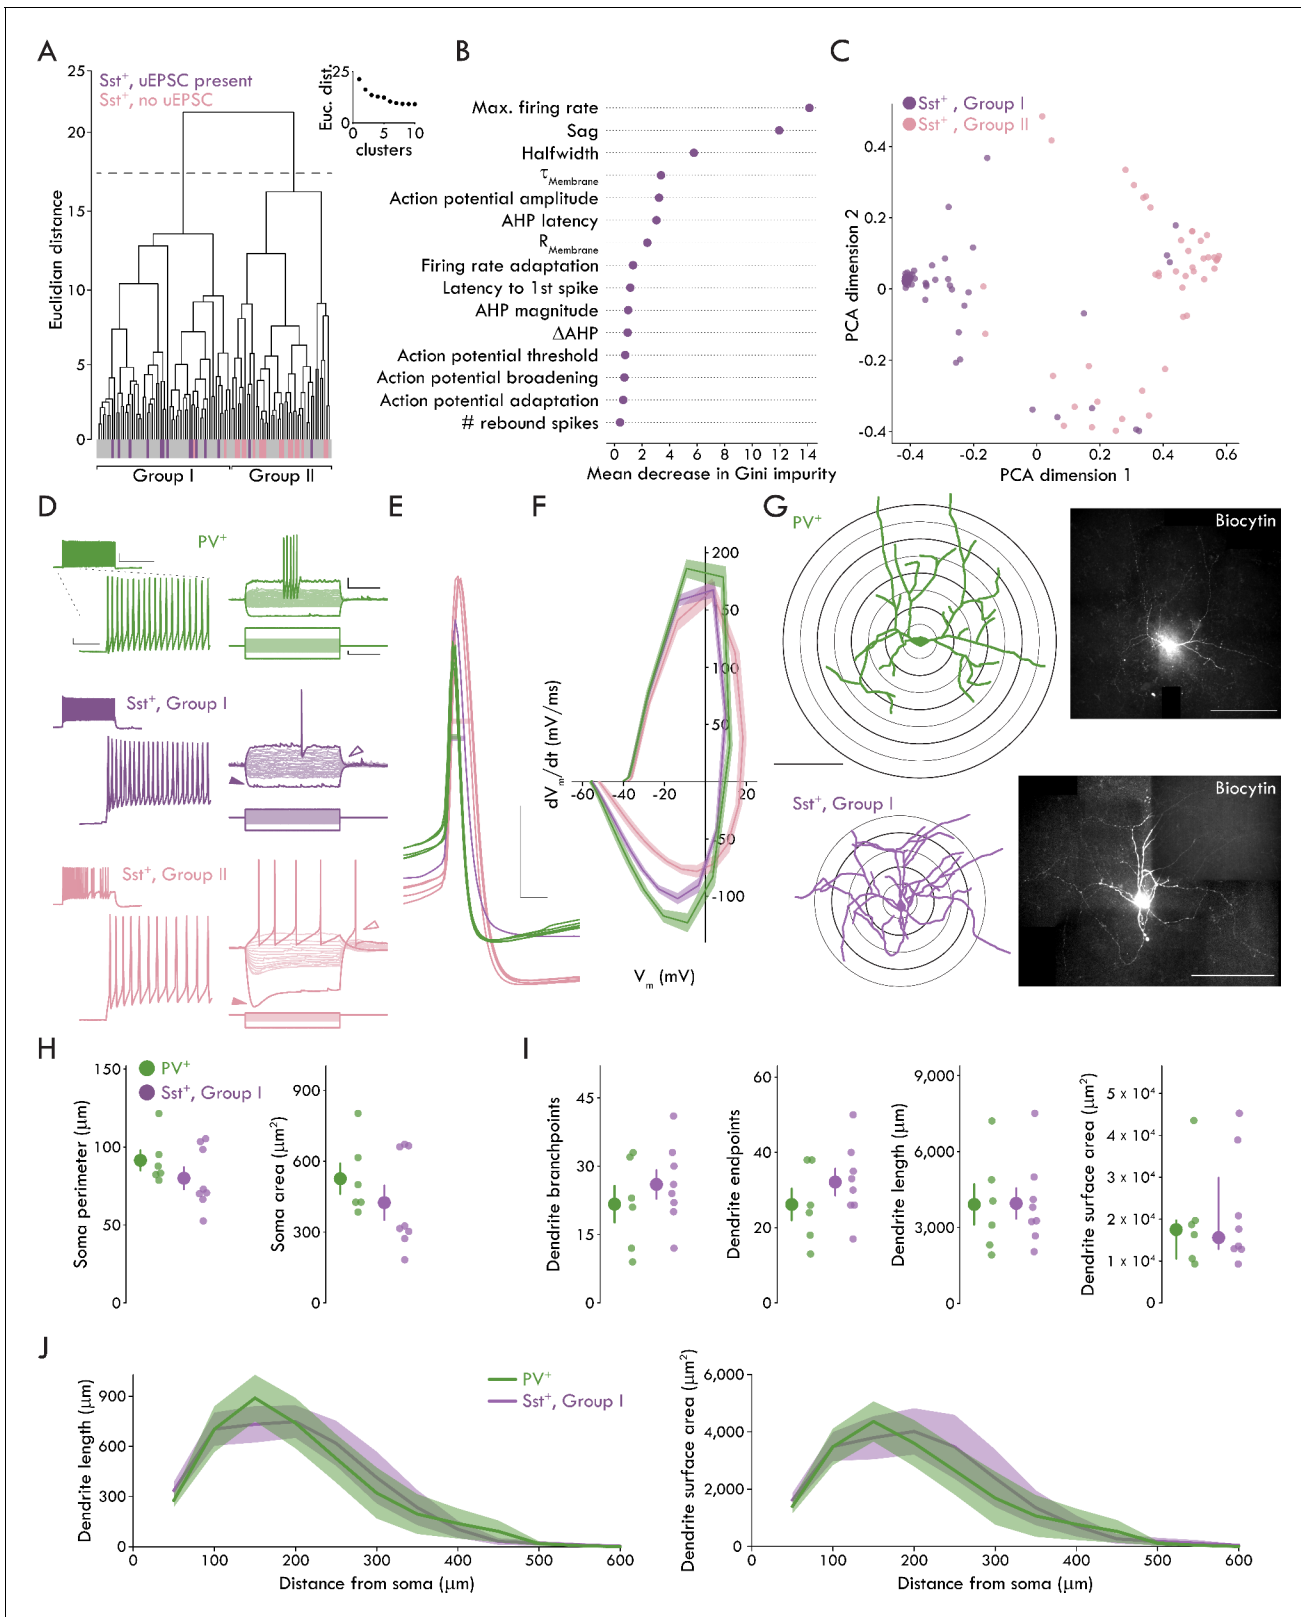 A
Sst⁺, uEPSC present
Sst⁺, no uEPSC
25
20
15
10
5
0
Euclidian distance
Group I
Group II
Euc. dist.
25
0
0 5 10
clusters
B
Max. firing rate
Sag
Halfwidth
τMembrane
Action potential amplitude
AHP latency
RMembrane
Firing rate adaptation
Latency to 1st spike
AHP magnitude
ΔAHP
Action potential threshold
Action potential broadening
Action potential adaptation
# rebound spikes
0 2 4 6 8 10 12 14
Mean decrease in Gini impurity
C
Sst⁺, Group I
Sst⁺, Group II
0.4
0.2
0
-0.2
-0.4
PCA dimension 2
-0.4 -0.2 0 0.2 0.4 0.6
PCA dimension 1
D
PV⁺
Sst⁺, Group I
Sst⁺, Group II
E
F
200
150
100
50
-50
-100
-60 -40 -20 0 20
dVm/dt (mV/ms)
Vm (mV)
G
PV⁺
Biocytin
Sst⁺, Group I
Biocytin
H
PV⁺
Sst⁺, Group I
150
100
50
0
Soma perimeter (μm)
900
600
300
0
Soma area (μm²)
I
45
30
15
0
Dendrite branchpoints
60
40
20
0
Dendrite endpoints
9,000
6,000
3,000
0
Dendrite length (μm)
5 x 10⁴
4 x 10⁴
3 x 10⁴
2 x 10⁴
1 x 10⁴
0
Dendrite surface area (μm²)
J
PV⁺
Sst⁺, Group I
900
600
300
0
Dendrite length (μm)
0 100 200 300 400 500 600
Distance from soma (μm)
6,000
4,000
2,000
0
Dendrite surface area (μm²)
0 100 200 300 400 500 600
Distance from soma (μm)